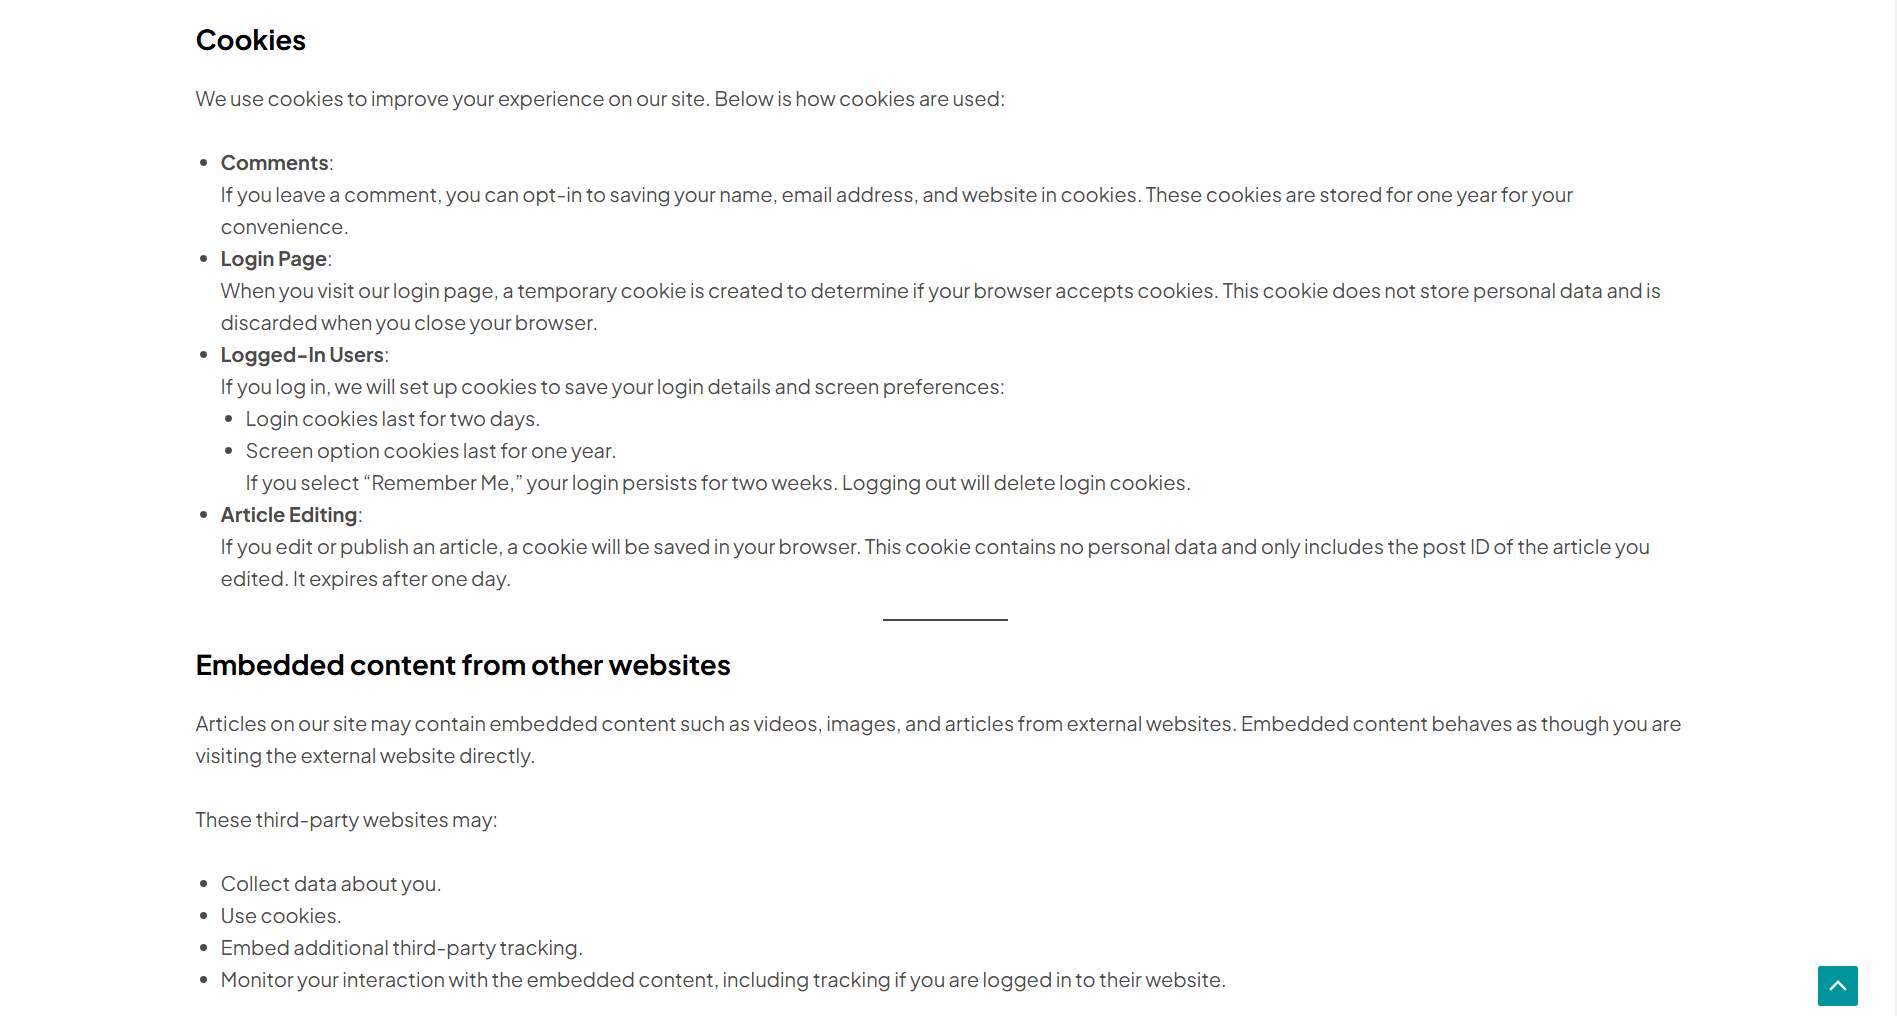 Cookies
We use cookies to improve your experience on our site. Below is how cookies are used:
• Comments:
If you leave a comment, you can opt-in to saving your name, email address, and website in cookies. These cookies are stored for one year for your
convenience.
• Login Page:
When you visit our login page, a temporary cookie is created to determine if your browser accepts cookies. This cookie does not store personal data and is
discarded when you close your browser.
• Logged-In Users:
If you log in, we will set up cookies to save your login details and screen preferences:
• Login cookies last for two days.
• Screen option cookies last for one year.
If you select “Remember Me,” your login persists for two weeks. Logging out will delete login cookies.
• Article Editing:
If you edit or publish an article, a cookie will be saved in your browser. This cookie contains no personal data and only includes the post ID of the article you
edited. It expires after one day.
Embedded content from other websites
Articles on our site may contain embedded content such as videos, images, and articles from external websites. Embedded content behaves as though you are
visiting the external website directly.
These third-party websites may:
• Collect data about you.
• Use cookies.
• Embed additional third-party tracking.
• Monitor your interaction with the embedded content, including tracking if you are logged in to their website.